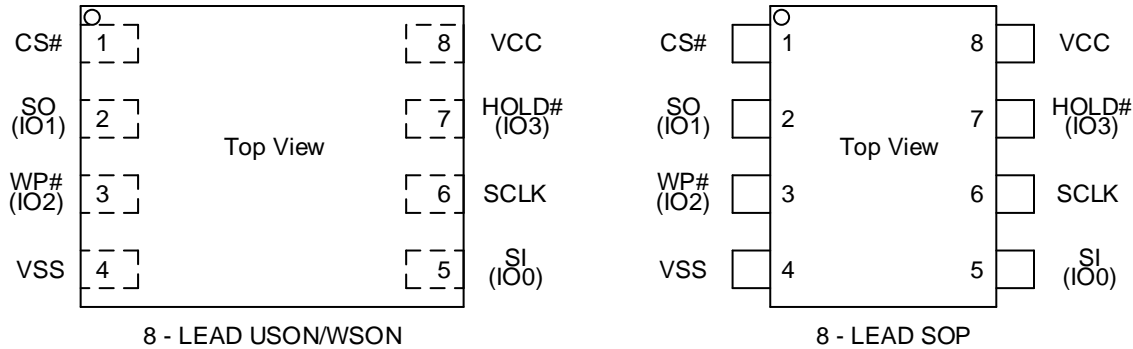 CS#
1
8
VCC
SO
(IO1)
2
7
HOLD#
(IO3)
Top View
WP#
(IO2)
3
6
SCLK
VSS
4
5
SI
(IO0)
8 - LEAD USON/WSON
CS#
1
8
VCC
SO
(IO1)
2
7
HOLD#
(IO3)
Top View
WP#
(IO2)
3
6
SCLK
VSS
4
5
SI
(IO0)
8 - LEAD SOP